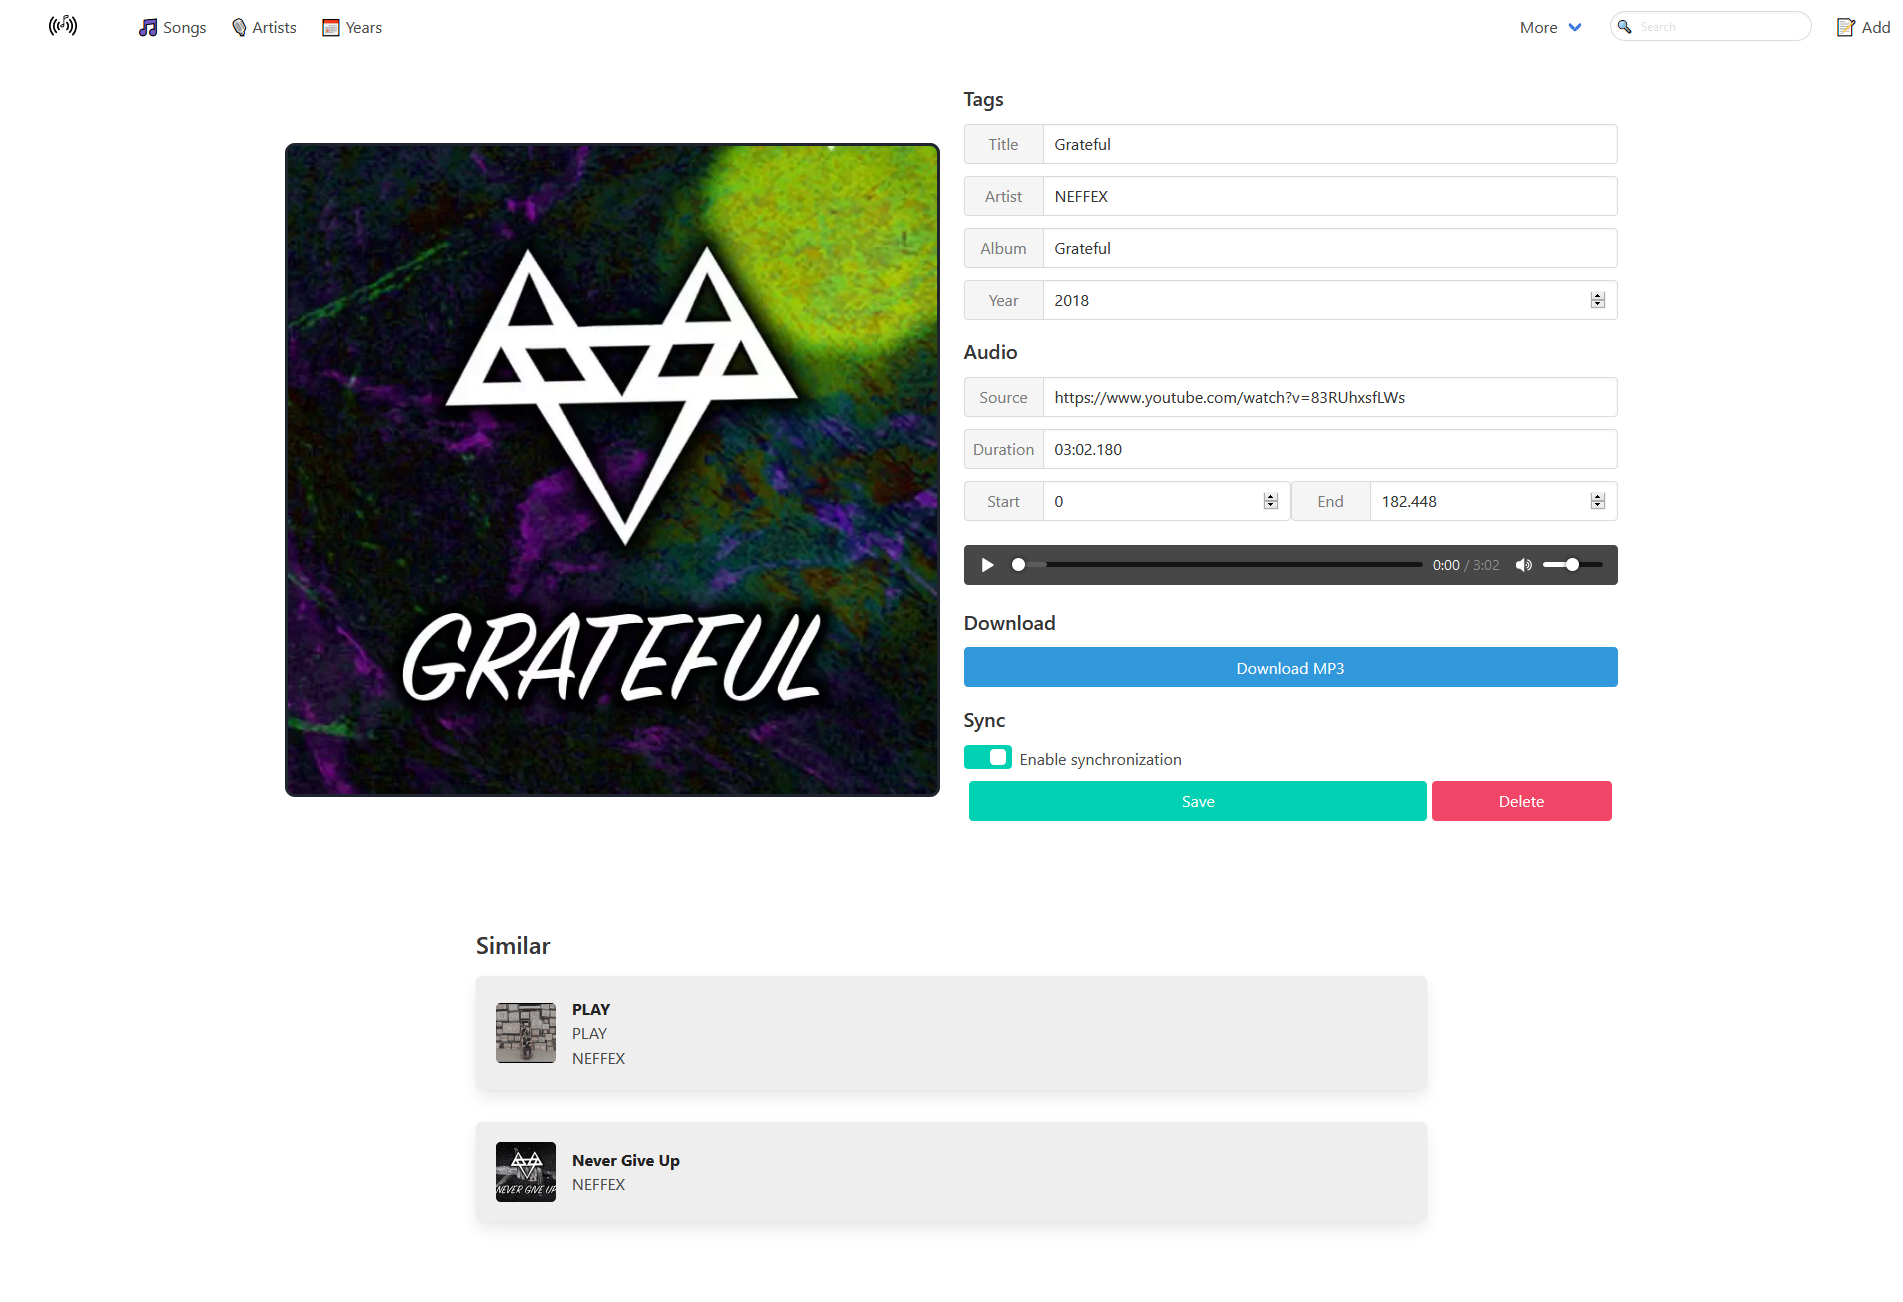 Songs Artists Years More Search Add
GRATEFUL
Tags
Title Grateful
Artist NEFFEX
Album Grateful
Year 2018
Audio
Source https://www.youtube.com/watch?v=83RUhxsfLWs
Duration 03:02.180
Start 0 End 182.448
0:00 / 3:02
Download
Download MP3
Sync
Enable synchronization
Save Delete
Similar
PLAY
PLAY
NEFFEX
NEVER GIVE UP
Never Give Up
NEFFEX